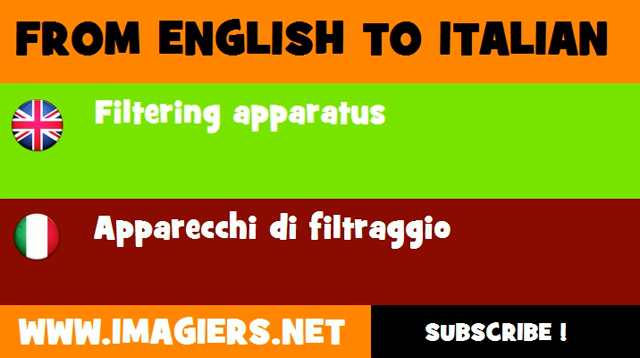 FROM ENGLISH TO ITALIAN
Filtering apparatus
Apparecchi di filtraggio
WWW.IMAGIERS.NET
SUBSCRIBE !